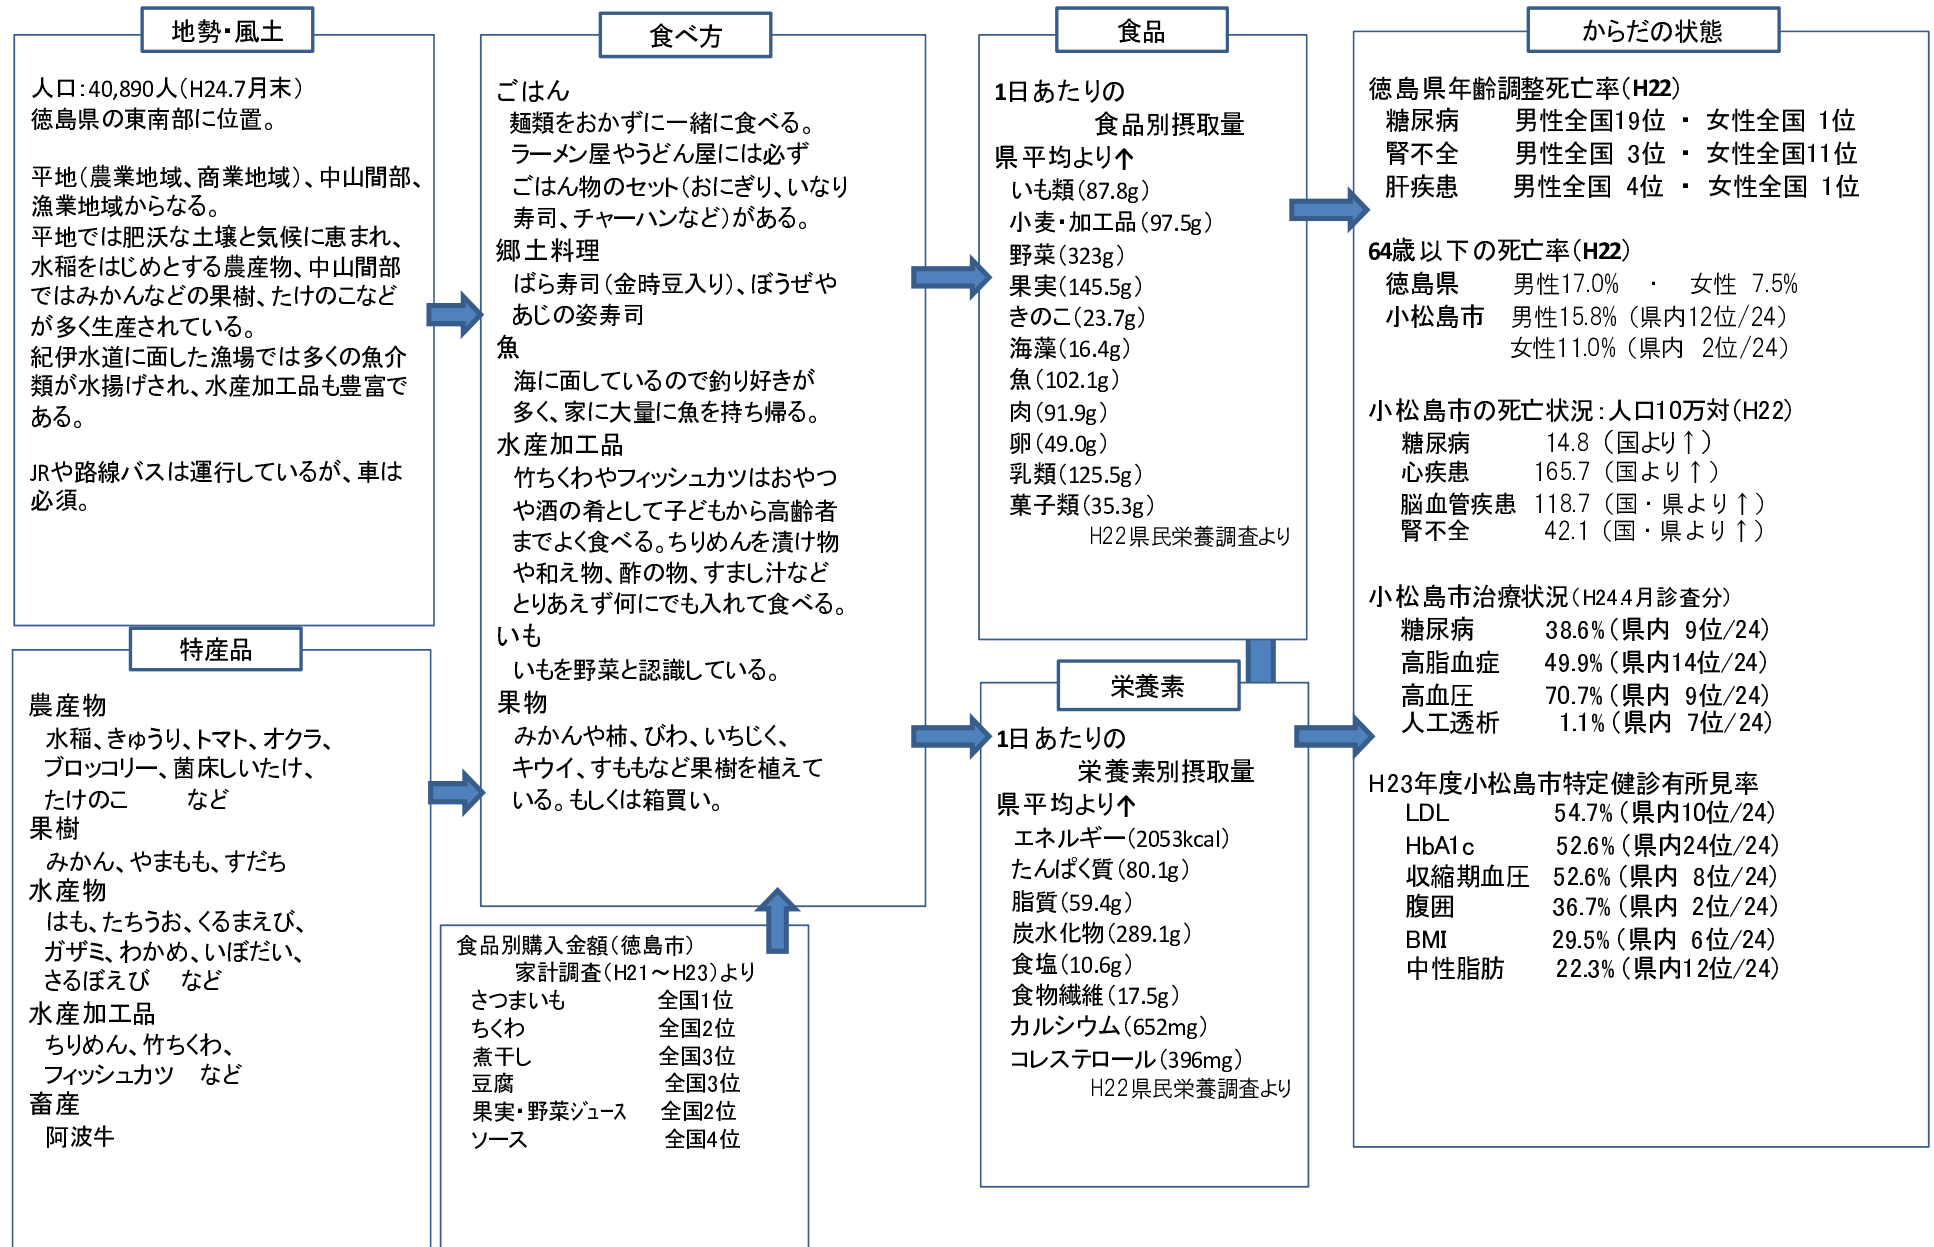 地勢・風土
人口：40,890人（H24.7月末）
徳島県の東南部に位置。
平地（農業地域、商業地域）、中山間部、
漁業地域からなる。
平地では肥沃な土壌と気候に恵まれ、
水稲をはじめとする農産物、中山間部
ではみかんなどの果樹、たけのこなど
が多く生産されている。
紀伊水道に面した漁場では多くの魚介
類が水揚げされ、水産加工品も豊富で
ある。
JRや路線バスは運行しているが、車は
必須。
特産品
農産物
水稲、きゅうり、トマト、オクラ、
ブロッコリー、菌床しいたけ、
たけのこ　　など
果樹
みかん、やまもも、すだち
水産物
はも、たちうお、くるまえび、
ガザミ、わかめ、いぼだい、
さるぼえび　など
水産加工品
ちりめん、竹ちくわ、
フィッシュカツ　など
畜産
阿波牛
食べ方
ごはん
麺類をおかずに一緒に食べる。
ラーメン屋やうどん屋には必ず
ごはん物のセット（おにぎり、いなり
寿司、チャーハンなど）がある。
郷土料理
ばら寿司（金時豆入り）、ぼうぜや
あじの姿寿司
魚
海に面しているので釣り好きが
多く、家に大量に魚を持ち帰る。
水産加工品
竹ちくわやフィッシュカツはおやつ
や酒の肴として子どもから高齢者
までよく食べる。ちりめんを漬け物
や和え物、酢の物、すまし汁など
とりあえず何にでも入れて食べる。
いも
いもを野菜と認識している。
果物
みかんや柿、びわ、いちじく、
キウイ、すももなど果樹を植えて
いる。もしくは箱買い。
食品別購入金額（徳島市）
家計調査（H21～H23）より
さつまいも　全国1位
ちくわ　全国2位
煮干し　全国3位
豆腐　全国3位
果実・野菜ジュース　全国2位
ソース　全国4位
食品
1日あたりの
食品別摂取量
県平均より↑
いも類（87.8g）
小麦・加工品（97.5g）
野菜（323g）
果実（145.5g）
きのこ（23.7g）
海藻（16.4g）
魚（102.1g）
肉（91.9g）
卵（49.0g）
乳類（125.5g）
菓子類（35.3g）
H22県民栄養調査より
栄養素
1日あたりの
栄養素別摂取量
県平均より↑
エネルギー（2053kcal）
たんぱく質（80.1g）
脂質（59.4g）
炭水化物（289.1g）
食塩（10.6g）
食物繊維（17.5g）
カルシウム（652mg）
コレステロール（396mg）
H22県民栄養調査より
からだの状態
徳島県年齢調整死亡率（H22）
糖尿病　男性全国19位 ・ 女性全国 1位
腎不全　男性全国 3位 ・ 女性全国11位
肝疾患　男性全国 4位 ・ 女性全国 1位
64歳以下の死亡率（H22）
徳島県　男性17.0%　・　女性 7.5%
小松島市　男性15.8%（県内12位/24）
女性11.0%（県内 2位/24）
小松島市の死亡状況：人口10万対（H22）
糖尿病　14.8（国より↑）
心疾患　165.7（国より↑）
脳血管疾患　118.7（国・県より↑）
腎不全　42.1（国・県より↑）
小松島市治療状況（H24.4月診査分）
糖尿病　38.6%（県内 9位/24）
高脂血症　49.9%（県内14位/24）
高血圧　70.7%（県内 9位/24）
人工透析　1.1%（県内 7位/24）
H23年度小松島市特定健診有所見率
LDL　54.7%（県内10位/24）
HbA1c　52.6%（県内24位/24）
収縮期血圧　52.6%（県内 8位/24）
腹囲　36.7%（県内 2位/24）
BMI　29.5%（県内 6位/24）
中性脂肪　22.3%（県内12位/24）